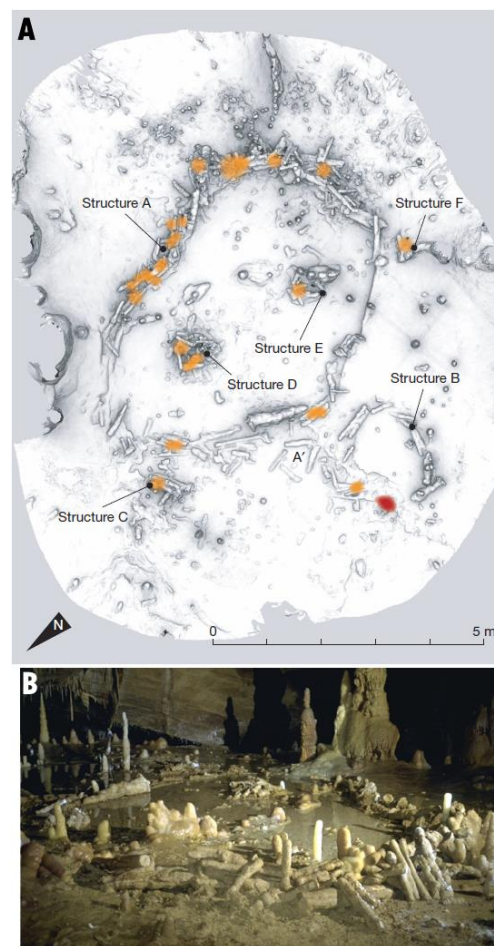 A
Structure A
Structure F
Structure E
Structure D
Structure B
A′
Structure C
N
0
5 m
B